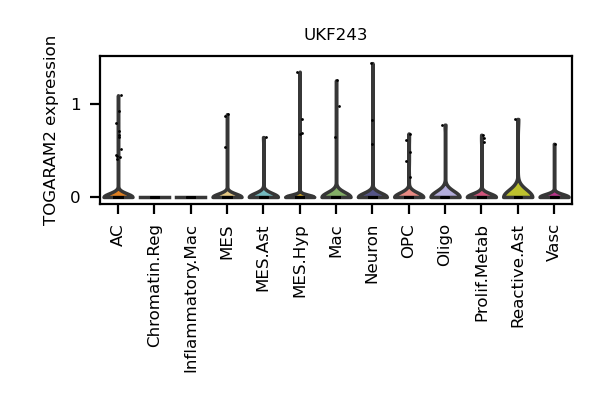 UKF243
TOGARAM2 expression
1
0
AC
Chromatin.Reg
Inflammatory.Mac
MES
MES.Ast
MES.Hyp
Mac
Neuron
OPC
Oligo
Prolif.Metab
Reactive.Ast
Vasc